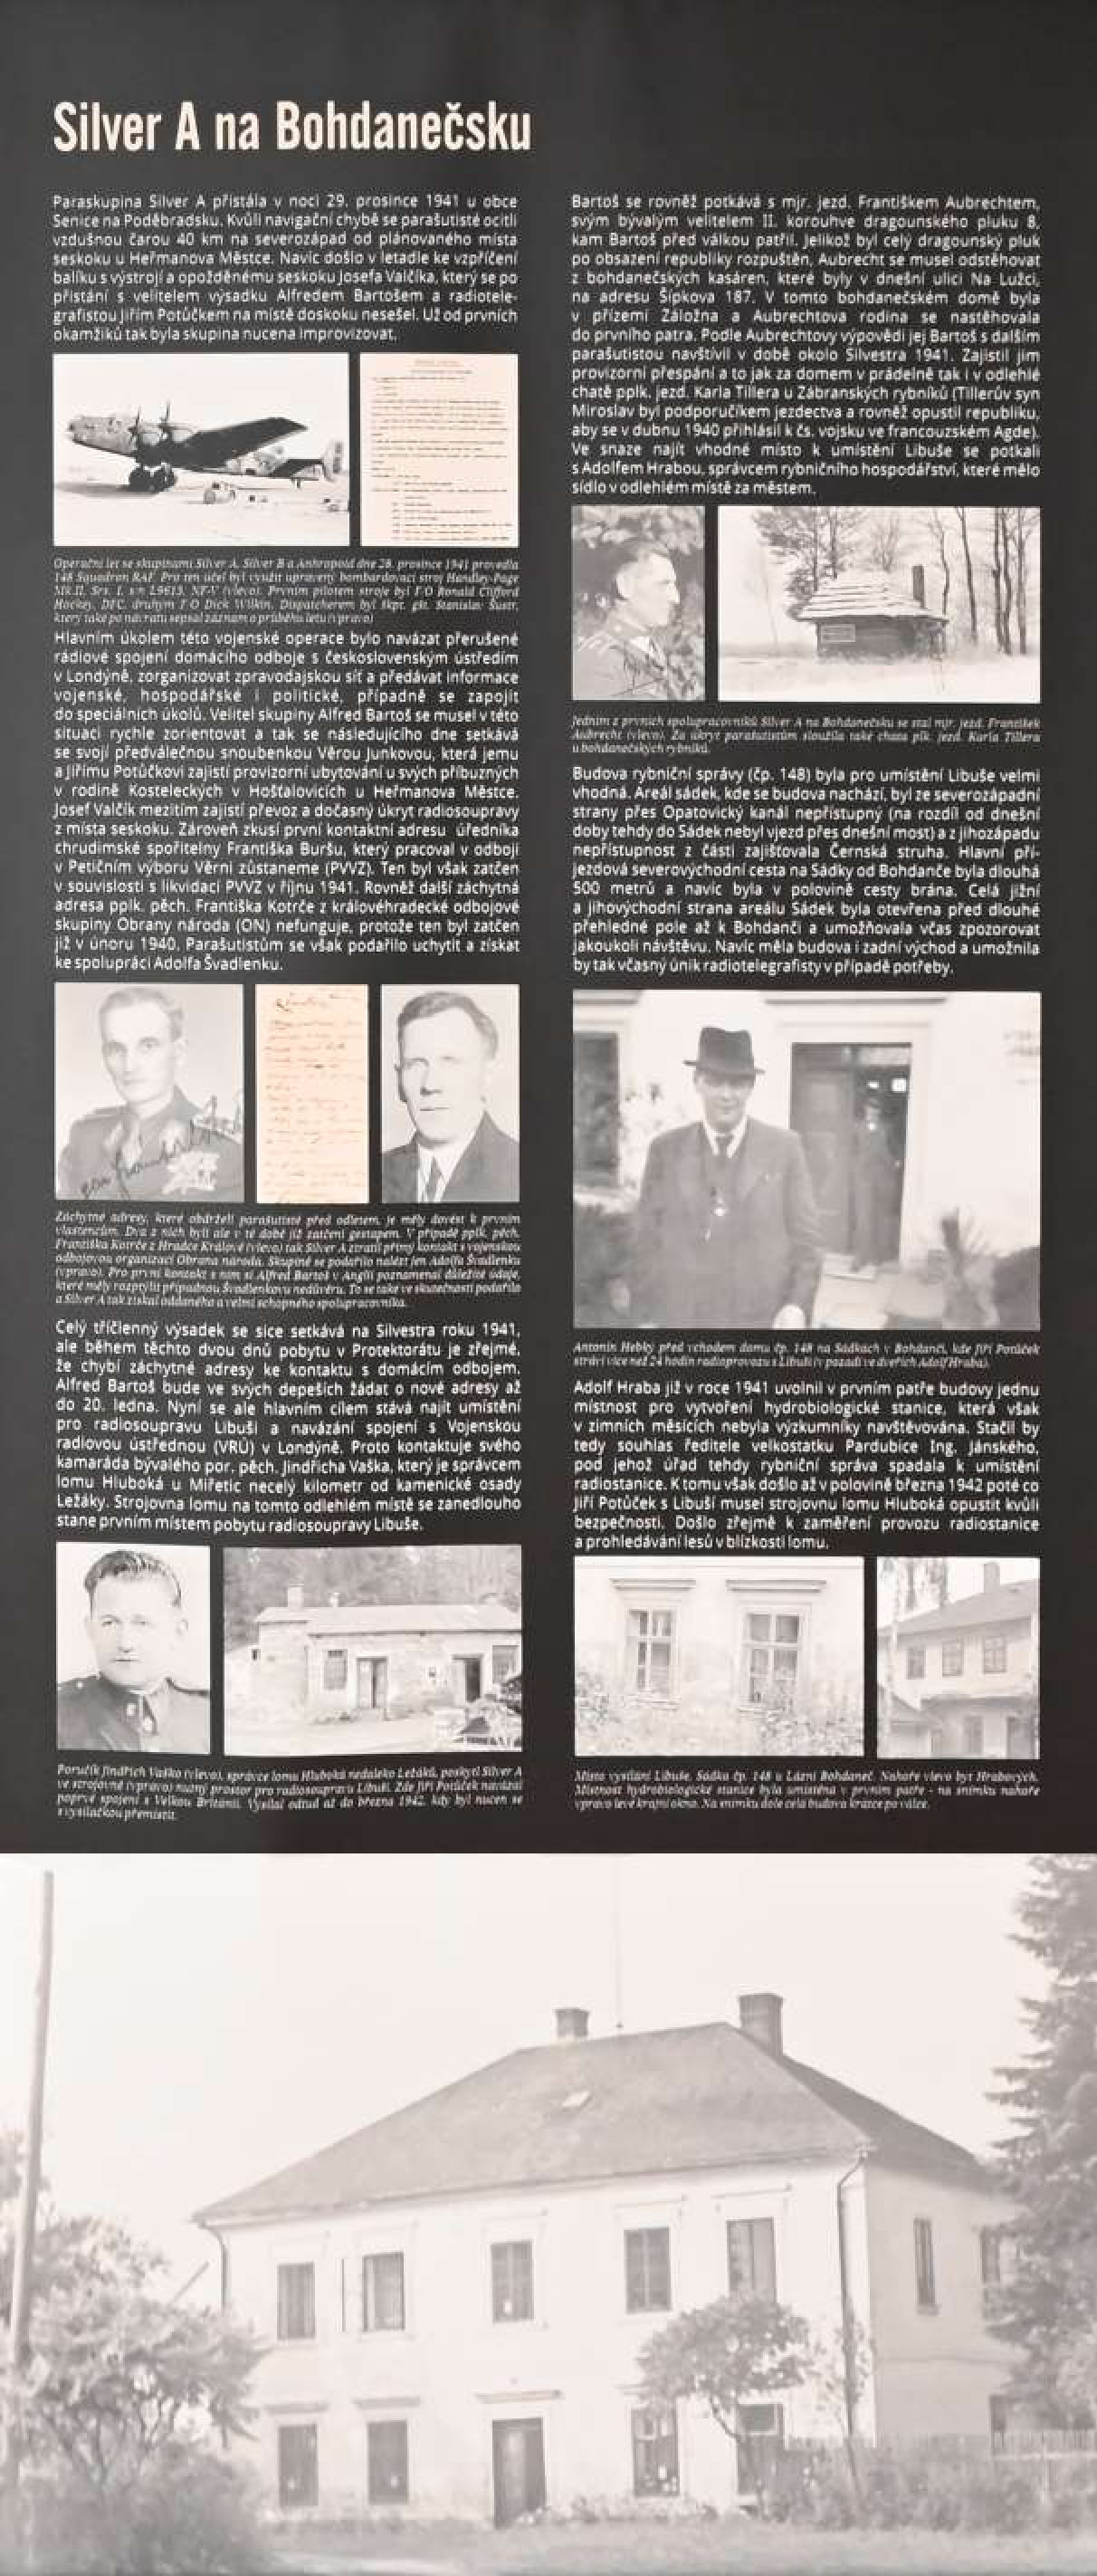 Silver A na Bohdanečsku
Paraskupina Silver A přistála v noci 29. prosince 1941 u obce
Senice na Poděbradsku. Kvůli navigační chybě se parašutisté ocitli
vzdušnou čarou 40 km na severozápad od plánovaného místa
seskoku u Heřmanova Městce. Navíc došlo v letadle ke vzpříčení
balíku s výstrojí a opožděnému seskoku Josefa Valčíka, který se po
přistání s velitelem výsadku Alfredem Bartošem a radiotele-
grafistou Jiřím Potůčkem na místě doskoku nesešel. Už od prvních
okamžiků tak byla skupina nucena improvizovat.
Operační let se skupinami Silver A, Silver B a Anthropoid dne 28. prosince 1941 provedla
148 Squadron RAF. Pro ten účel byl využit upravený bombardovací stroj Handley-Page
Mk.II, Srs. I, s/n L9613, NF-V (vlevo). Prvním pilotem stroje byl F/O Ronald Clifford
Hockey, DFC, druhým F/O Dick Wilkin. Dispatcherem byl škpt. gšt. Stanislav Šustr,
který také po návratu sepsal záznam o průběhu letu (vpravo)
Hlavním úkolem této vojenské operace bylo navázat přerušené
rádiové spojení domácího odboje s československým ústředím
v Londýně, zorganizovat zpravodajskou síť a předávat informace
vojenské, hospodářské i politické, případně se zapojit
do speciálních úkolů. Velitel skupiny Alfred Bartoš se musel v této
situaci rychle zorientovat a tak se následujícího dne setkává
se svojí předválečnou snoubenkou Věrou Junkovou, která jemu
a Jiřímu Potůčkovi zajistí provizorní ubytování u svých příbuzných
v rodině Kosteleckých v Hošťalovicích u Heřmanova Městce.
Josef Valčík mezitím zajistí převoz a dočasný úkryt radiosoupravy
z místa seskoku. Zároveň zkusí první kontaktní adresu úředníka
chrudimské spořitelny Františka Buršu, který pracoval v odboji
v Petičním výboru Věrni zůstaneme (PVVZ). Ten byl však zatčen
v souvislosti s likvidací PVVZ v říjnu 1941. Rovněž další záchytná
adresa pplk. pěch. Františka Kotrče z královéhradecké odbojové
skupiny Obrany národa (ON) nefunguje, protože ten byl zatčen
již v únoru 1940. Parašutistům se však podařilo uchytit a získat
ke spolupráci Adolfa Švadlenku.
Záchytné adresy, které obdrželi parašutisté před odletem, je měly dovést k prvním
vlastencům. Dva z nich byli ale v té době již zatčeni gestapem. V případě pplk. pěch.
Františka Kotrče z Hradce Králové (vlevo) tak Silver A ztratil přímý kontakt s vojenskou
odbojovou organizací Obrana národa. Skupině se podařilo nalézt jen Adolfa Švadlenku
(vpravo). Pro první kontakt s ním si Alfred Bartoš v Anglii poznamenal důležité údaje,
které měly rozptýlit případnou Švadlenkovu nedůvěru. To se také ve skutečnosti podařilo
a Silver A tak získal oddaného a velmi schopného spolupracovníka.
Celý tříčlenný výsadek se sice setkává na Silvestra roku 1941,
ale během těchto dvou dnů pobytu v Protektorátu je zřejmé,
že chybí záchytné adresy ke kontaktu s domácím odbojem.
Alfred Bartoš bude ve svých depeších žádat o nové adresy až
do 20. ledna. Nyní se ale hlavním cílem stává najít umístění
pro radiosoupravu Libuši a navázání spojení s Vojenskou
radiovou ústřednou (VRÚ) v Londýně. Proto kontaktuje svého
kamaráda bývalého por. pěch. Jindřicha Vaška, který je správcem
lomu Hluboká u Miřetic necelý kilometr od kamenické osady
Ležáky. Strojovna lomu na tomto odlehlém místě se zanedlouho
stane prvním místem pobytu radiosoupravy Libuše.
Poručík Jindřich Vaško (vlevo), správce lomu Hluboká nedaleko Ležáků, poskytl Silver A
ve strojovně (vpravo) nutný prostor pro radiosoupravu Libuši. Zde Jiří Potůček navázal
poprvé spojení s Velkou Británií. Vysílal odtud až do března 1942, kdy byl nucen se
s vysílačkou přemístit.
Bartoš se rovněž potkává s mjr. jezd. Františkem Aubrechtem,
svým bývalým velitelem II. korouhve dragounského pluku 8,
kam Bartoš před válkou patřil. Jelikož byl celý dragounský pluk
po obsazení republiky rozpuštěn, Aubrecht se musel odstěhovat
z bohdanečských kasáren, které byly v dnešní ulici Na Lužci,
na adresu Šípkova 187. V tomto bohdanečském domě byla
v přízemí Záložna a Aubrechtova rodina se nastěhovala
do prvního patra. Podle Aubrechtovy výpovědi jej Bartoš s dalším
parašutistou navštívil v době okolo Silvestra 1941. Zajistil jim
provizorní přespání a to jak za domem v prádelně tak i v odlehlé
chatě pplk. jezd. Karla Tillera u Zábranských rybníků (Tillerův syn
Miroslav byl podporučíkem jezdectva a rovněž opustil republiku,
aby se v dubnu 1940 přihlásil k čs. vojsku ve francouzském Agde).
Ve snaze najít vhodné místo k umístění Libuše se potkali
s Adolfem Hrabou, správcem rybničního hospodářství, které mělo
sídlo v odlehlém místě za městem.
Jedním z prvních spolupracovníků Silver A na Bohdanečsku se stal mjr. jezd. František
Aubrecht (vlevo). Za úkryt parašutistům sloužila také chata plk. jezd. Karla Tillera
u bohdanečských rybníků.
Budova rybniční správy (čp. 148) byla pro umístění Libuše velmi
vhodná. Areál sádek, kde se budova nachází, byl ze severozápadní
strany přes Opatovický kanál nepřístupný (na rozdíl od dnešní
doby tehdy do Sádek nebyl vjezd přes dnešní most) a z jihozápadu
nepřístupnost z části zajišťovala Černská struha. Hlavní pří-
jezdová severovýchodní cesta na Sádky od Bohdanče byla dlouhá
500 metrů a navíc byla v polovině cesty brána. Celá jižní
a jihovýchodní strana areálu Sádek byla otevřena před dlouhé
přehledné pole až k Bohdanči a umožňovala včas zpozorovat
jakoukoli návštěvu. Navíc měla budova i zadní východ a umožnila
by tak včasný únik radiotelegrafisty v případě potřeby.
Antonín Hebký před vchodem domu čp. 148 na Sádkách v Bohdanči, kde Jiří Potůček
strávil více než 24 hodin radioprovozu s Libuší (v pozadí ve dveřích Adolf Hraba).
Adolf Hraba již v roce 1941 uvolnil v prvním patře budovy jednu
místnost pro vytvoření hydrobiologické stanice, která však
v zimních měsících nebyla výzkumníky navštěvována. Stačil by
tedy souhlas ředitele velkostatku Pardubice Ing. Jánského,
pod jehož úřad tehdy rybniční správa spadala k umístění
radiostanice. K tomu však došlo až v polovině března 1942 poté co
Jiří Potůček s Libuší musel strojovnu lomu Hluboká opustit kvůli
bezpečnosti. Došlo zřejmě k zaměření provozu radiostanice
a prohledávání lesů v blízkosti lomu.
Místo vysílání Libuše, Sádka čp. 148 u Lázní Bohdaneč. Nahoře vlevo byt Hrabových.
Místnost hydrobiologické stanice byla umístěna v prvním patře - na snímku nahoře
vpravo levé krajní okno. Na snímku dole celá budova krátce po válce.